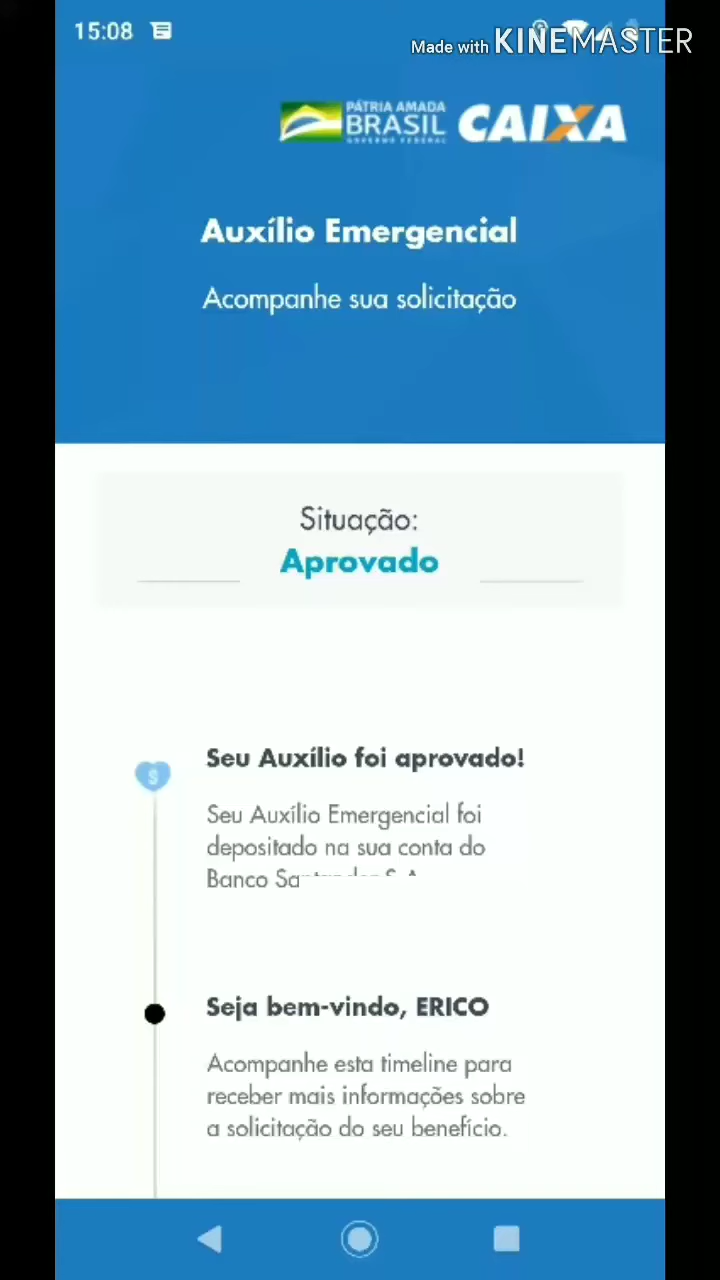 15:08
Made with KINEMASTER
PÁTRIA AMADA
BRASIL
GOVERNO FEDERAL
CAIXA
Auxílio Emergencial
Acompanhe sua solicitação
Situação:
Aprovado
Seu Auxílio foi aprovado!
Seu Auxílio Emergencial foi
depositado na sua conta do
Banco
Seja bem-vindo, ERICO
Acompanhe esta timeline para
receber mais informações sobre
a solicitação do seu benefício.